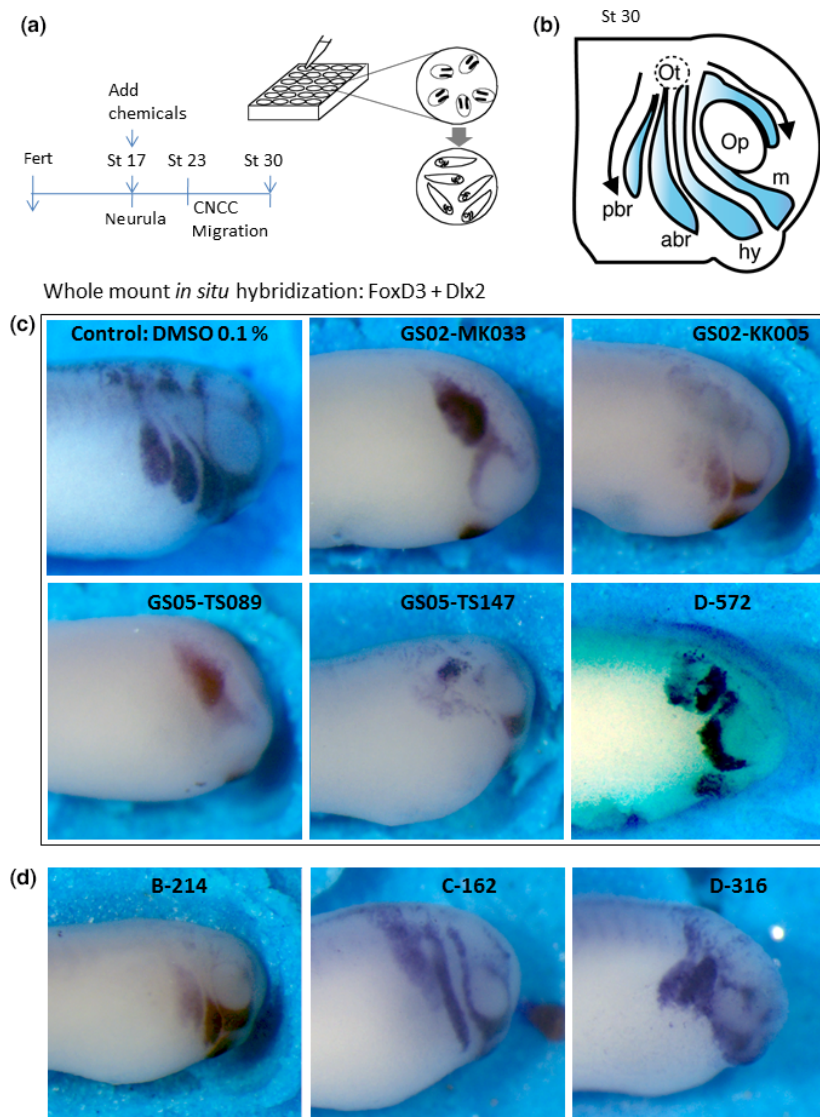 (a)
Add
chemicals
Fert
St 17
St 23
St 30
Neurula
CNCC
Migration
(b)
St 30
Ot
Op
m
pbr
abr
hy
Whole mount in situ hybridization: FoxD3 + Dlx2
(c)
Control: DMSO 0.1 %
GS02-MK033
GS02-KK005
GS05-TS089
GS05-TS147
D-572
(d)
B-214
C-162
D-316